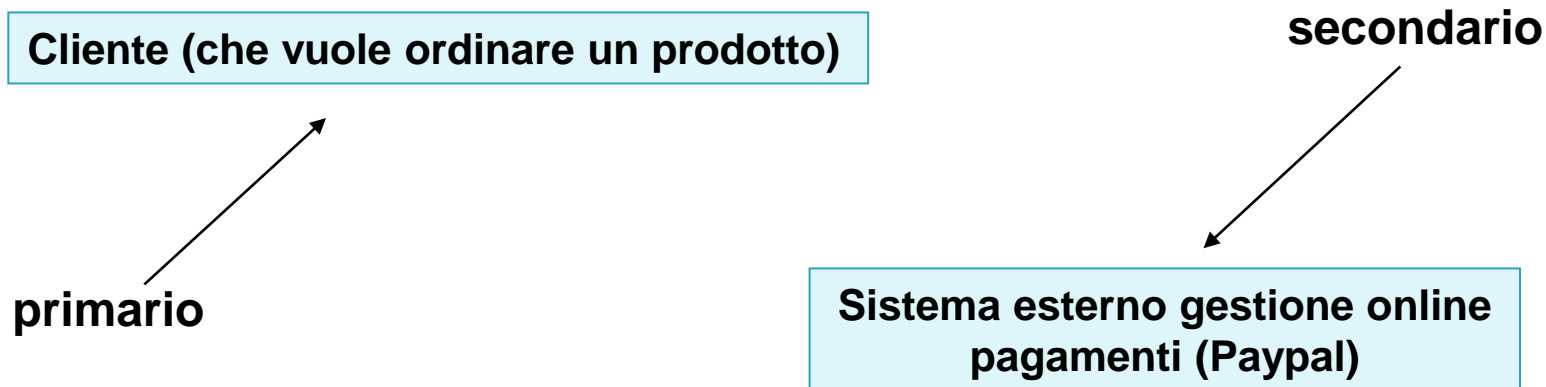 Cliente (che vuole ordinare un prodotto)
secondario
primario
Sistema esterno gestione online
pagamenti (Paypal)